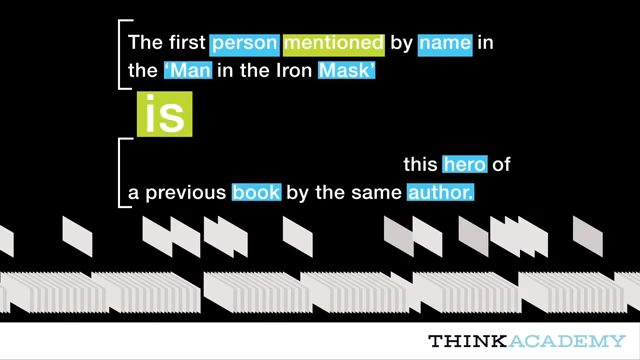 The first person mentioned by name in
the ‘Man in the Iron Mask’
is
this hero of
a previous book by the same author.
THINKACADEMY